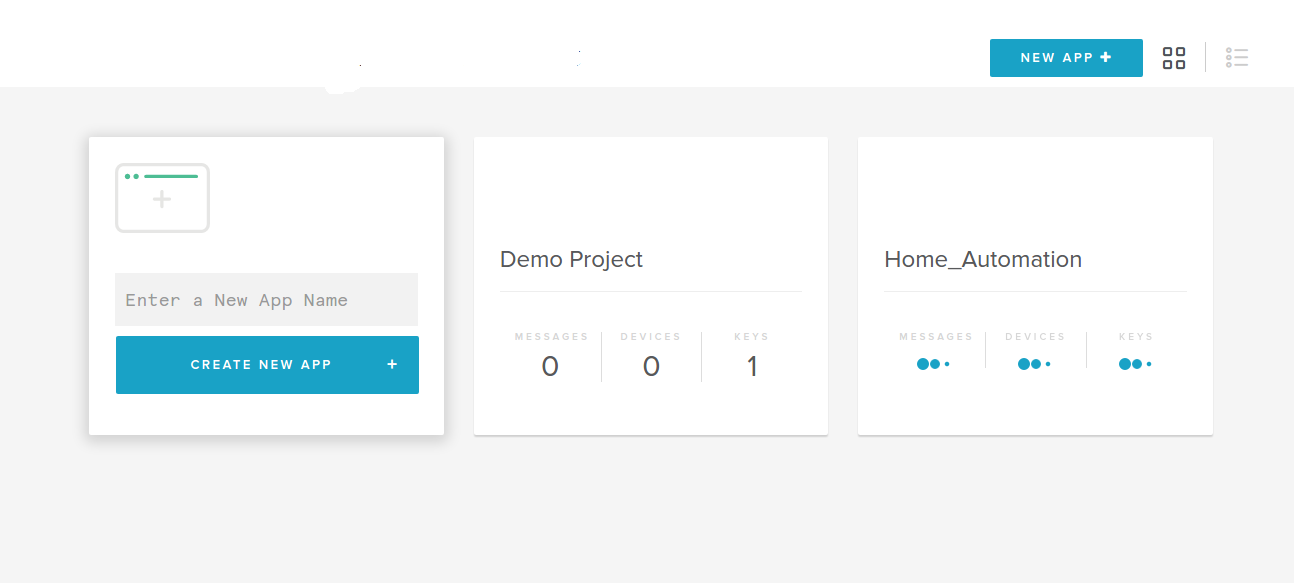 NEW APP +
Enter a New App Name
CREATE NEW APP +
Demo Project
MESSAGES DEVICES KEYS
0 0 1
Home_Automation
MESSAGES DEVICES KEYS